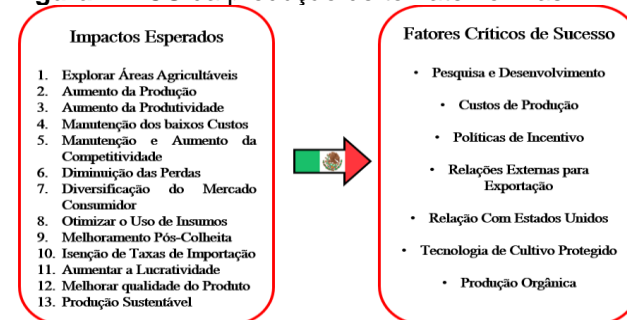 Impactos Esperados
1. Explorar Áreas Agricultáveis
2. Aumento da Produção
3. Aumento da Produtividade
4. Manutenção dos baixos Custos
5. Manutenção e Aumento da
Competitividade
6. Diminuição das Perdas
7. Diversificação do Mercado
Consumidor
8. Otimizar o Uso de Insumos
9. Melhoramento Pós-Colheita
10. Isenção de Taxas de Importação
11. Aumentar a Lucratividade
12. Melhorar qualidade do Produto
13. Produção Sustentável
Fatores Críticos de Sucesso
• Pesquisa e Desenvolvimento
• Custos de Produção
• Políticas de Incentivo
• Relações Externas para
Exportação
• Relação Com Estados Unidos
• Tecnologia de Cultivo Protegido
• Produção Orgânica